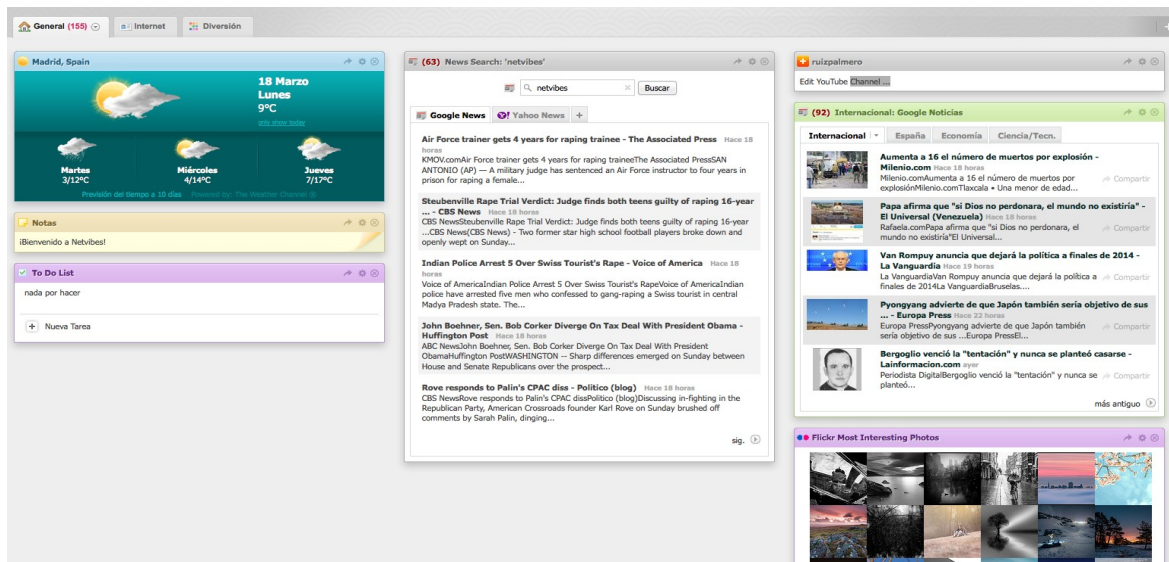 General (155)
Internet
Diversión
Madrid, Spain
18 Marzo
Lunes
9ºC
only show today
Martes
3/12ºC
Miércoles
4/14ºC
Jueves
7/17ºC
Previsión del tiempo a 10 días Powered by: The Weather Channel ®
Notas
¡Bienvenido a Netvibes!
To Do List
nada por hacer
+ Nueva Tarea
(63) News Search: 'netvibes'
netvibes
Buscar
Google News
Yahoo News
+
Air Force trainer gets 4 years for raping trainee - The Associated Press Hace 18
horas
KMOV.comAir Force trainer gets 4 years for raping traineeThe Associated PressSAN
ANTONIO (AP) — A military judge has sentenced an Air Force instructor to four years in
prison for raping a female...
Steubenville Rape Trial Verdict: Judge finds both teens guilty of raping 16-year
... - CBS News Hace 18 horas
CBS NewsSteubenville Rape Trial Verdict: Judge finds both teens guilty of raping 16-year
...CBS News(CBS News) - Two former star high school football players broke down and
openly wept on Sunday...
Indian Police Arrest 5 Over Swiss Tourist's Rape - Voice of America Hace 18
horas
Voice of AmericaIndian Police Arrest 5 Over Swiss Tourist's RapeVoice of AmericaIndian
police have arrested five men who confessed to gang-raping a Swiss tourist in central
Madya Pradesh state. The...
John Boehner, Sen. Bob Corker Diverge On Tax Deal With President Obama -
Huffington Post Hace 18 horas
ABC NewsJohn Boehner, Sen. Bob Corker Diverge On Tax Deal With President
ObamaHuffington PostWASHINGTON -- Sharp differences emerged on Sunday between
House and Senate Republicans over the prospect...
Rove responds to Palin's CPAC diss - Politico (blog) Hace 18 horas
CBS NewsRove responds to Palin's CPAC dissPolitico (blog)Discussing in-fighting in the
Republican Party, American Crossroads founder Karl Rove on Sunday brushed off
comments by Sarah Palin, dinging...
sig.
ruizpalmero
Edit YouTube Channel ...
(92) Internacional: Google Noticias
Internacional
España
Economía
Ciencia/Tecn.
Aumenta a 16 el número de muertos por explosión -
Milenio.com Hace 18 horas
Milenio.comAumenta a 16 el número de muertos por
explosiónMilenio.comTlaxcala • Una menor de edad...
Compartir
Papa afirma que "si Dios no perdonara, el mundo no existiría" -
El Universal (Venezuela) Hace 18 horas
Rafaela.comPapa afirma que "si Dios no perdonara, el
mundo no existiría"El Universal...
Compartir
Van Rompuy anuncia que dejará la política a finales de 2014 -
La Vanguardia Hace 19 horas
La VanguardiaVan Rompuy anuncia que dejará la política a
finales de 2014La VanguardiaBruselas....
Compartir
Pyongyang advierte de que Japón también sería objetivo de sus
... - Europa Press Hace 22 horas
Europa PressPyongyang advierte de que Japón también
sería objetivo de sus ...Europa PressEl...
Compartir
Bergoglio venció la "tentación" y nunca se planteó casarse -
Lainformacion.com ayer
Periodista DigitalBergoglio venció la "tentación" y nunca se
planteó...
Compartir
más antiguo
Flickr Most Interesting Photos